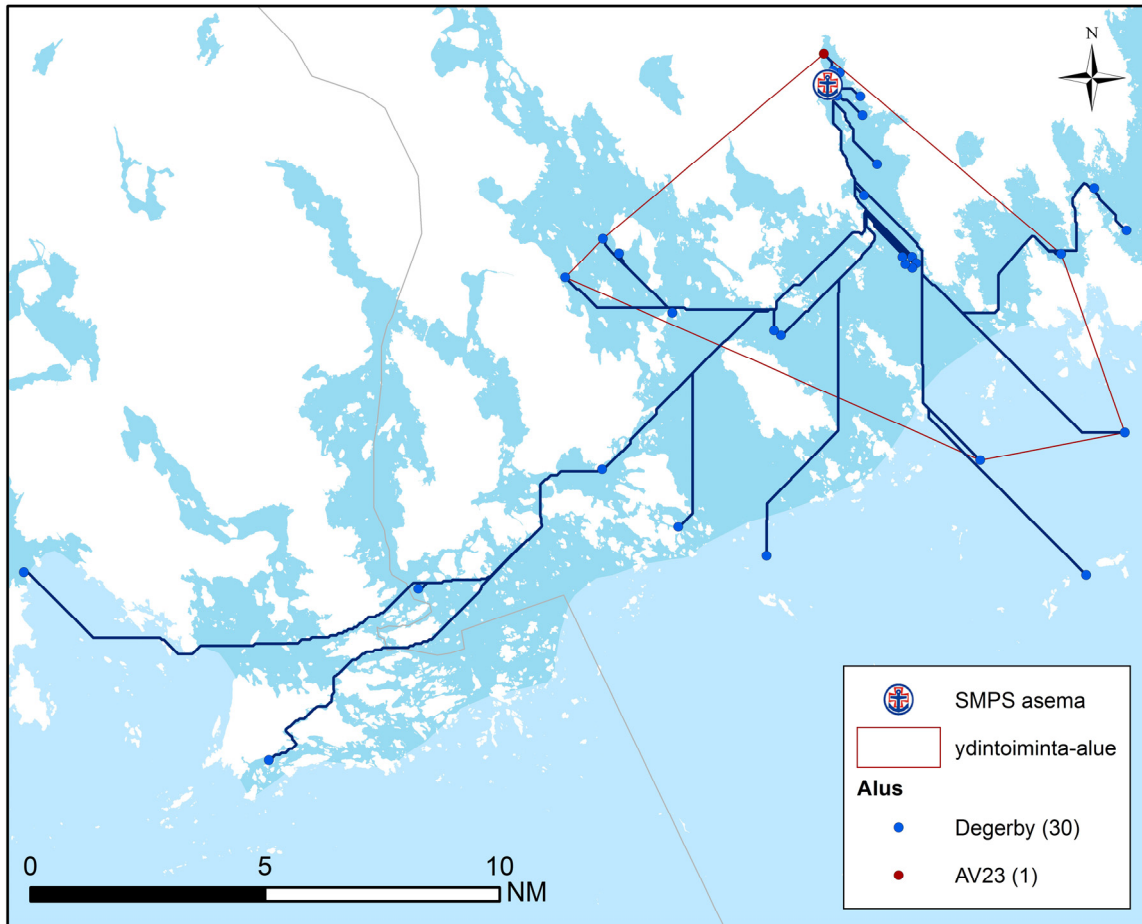 N
SMPS asema
ydintoiminta-alue
Alus
Degerby (30)
AV23 (1)
0 5 10
NM